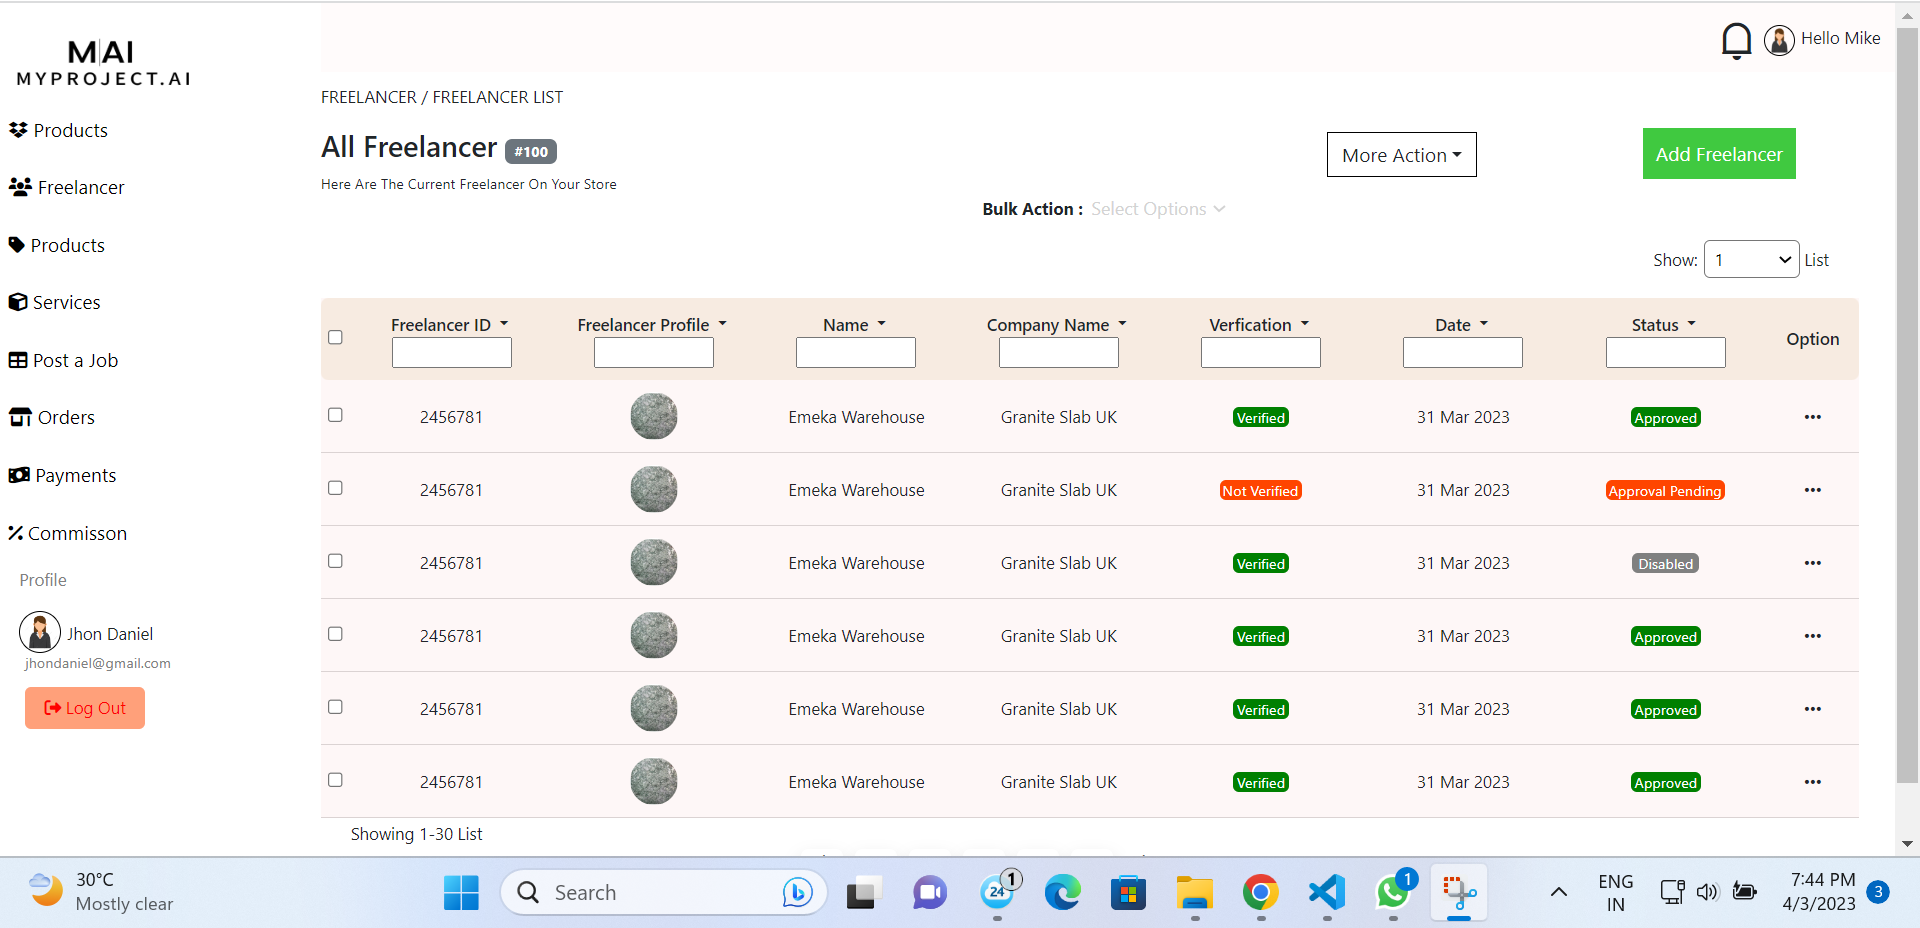 M|AI
MYPROJECT.AI
Products
Freelancer
Products
Services
Post a Job
Orders
Payments
Commisson
Profile
Jhon Daniel
jhondaniel@gmail.com
Log Out
Hello Mike
FREELANCER / FREELANCER LIST
All Freelancer #100
Here Are The Current Freelancer On Your Store
More Action
Add Freelancer
Bulk Action : Select Options
Show: 1 List
Freelancer ID Freelancer Profile Name Company Name Verfication Date Status Option
2456781 Emeka Warehouse Granite Slab UK Verified 31 Mar 2023 Approved
2456781 Emeka Warehouse Granite Slab UK Not Verified 31 Mar 2023 Approval Pending
2456781 Emeka Warehouse Granite Slab UK Verified 31 Mar 2023 Disabled
2456781 Emeka Warehouse Granite Slab UK Verified 31 Mar 2023 Approved
2456781 Emeka Warehouse Granite Slab UK Verified 31 Mar 2023 Approved
2456781 Emeka Warehouse Granite Slab UK Verified 31 Mar 2023 Approved
Showing 1-30 List
30°C
Mostly clear
Search
24
1
1
ENG
IN
7:44 PM
4/3/2023
3